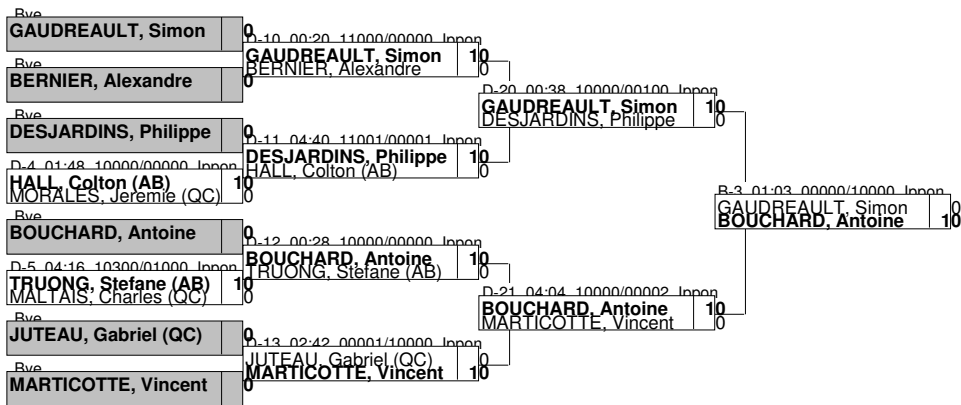 Bye
GAUDREAULT, Simon 0
Bye
BERNIER, Alexandre 0
Bye
DESJARDINS, Philippe 0
D-4 01:48 10000/00000 Ippon
HALL, Colton (AB) 10
MORALES, Jeremie (QC) 0
Bye
BOUCHARD, Antoine 0
D-5 04:16 10300/01000 Ippon
TRUONG, Stefane (AB) 10
MALTAIS, Charles (QC) 0
Bye
JUTEAU, Gabriel (QC) 0
Bye
MARTICOTTE, Vincent 0
D-10 00:20 11000/00000 Ippon
GAUDREAULT, Simon 10
BERNIER, Alexandre 0
D-11 04:40 11001/00001 Ippon
DESJARDINS, Philippe 10
HALL, Colton (AB) 0
D-12 00:28 10000/00000 Ippon
BOUCHARD, Antoine 10
TRUONG, Stefane (AB) 0
D-13 02:42 00001/10000 Ippon
JUTEAU, Gabriel (QC) 0
MARTICOTTE, Vincent 10
D-20 00:38 10000/00100 Ippon
GAUDREAULT, Simon 10
DESJARDINS, Philippe 0
D-21 04:04 10000/00002 Ippon
BOUCHARD, Antoine 10
MARTICOTTE, Vincent 0
B-3 01:03 00000/10000 Ippon
GAUDREAULT, Simon 0
BOUCHARD, Antoine 10